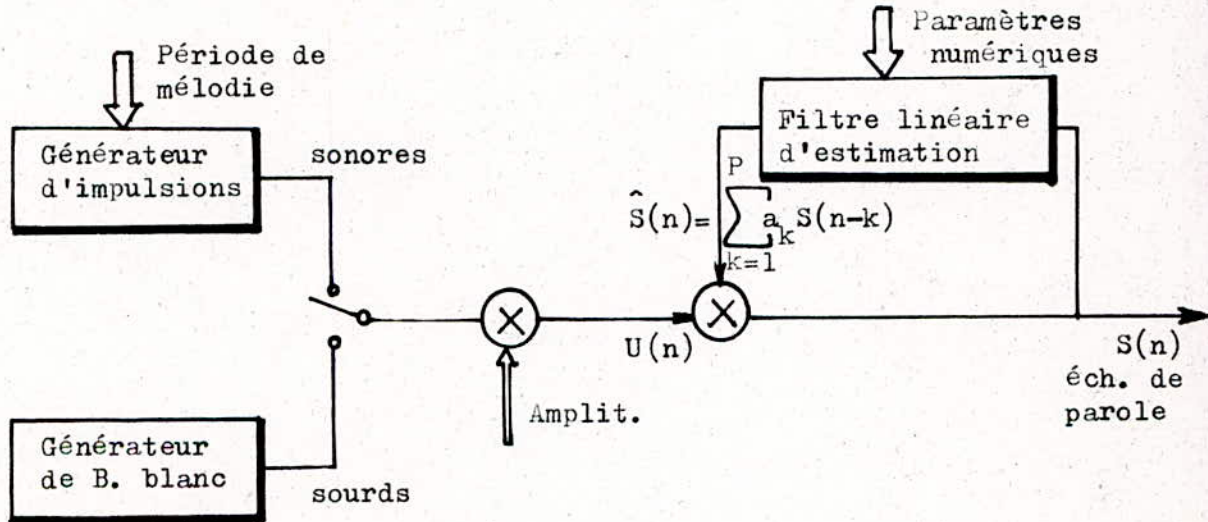 Période de
mélodie
Paramètres
numériques
Générateur
d'impulsions
sonores
Filtre linéaire
d'estimation
P
Ŝ(n)= ∑ a_k S(n-k)
k=1
U(n)
S(n)
éch. de
parole
Amplit.
Générateur
de B. blanc
sourds